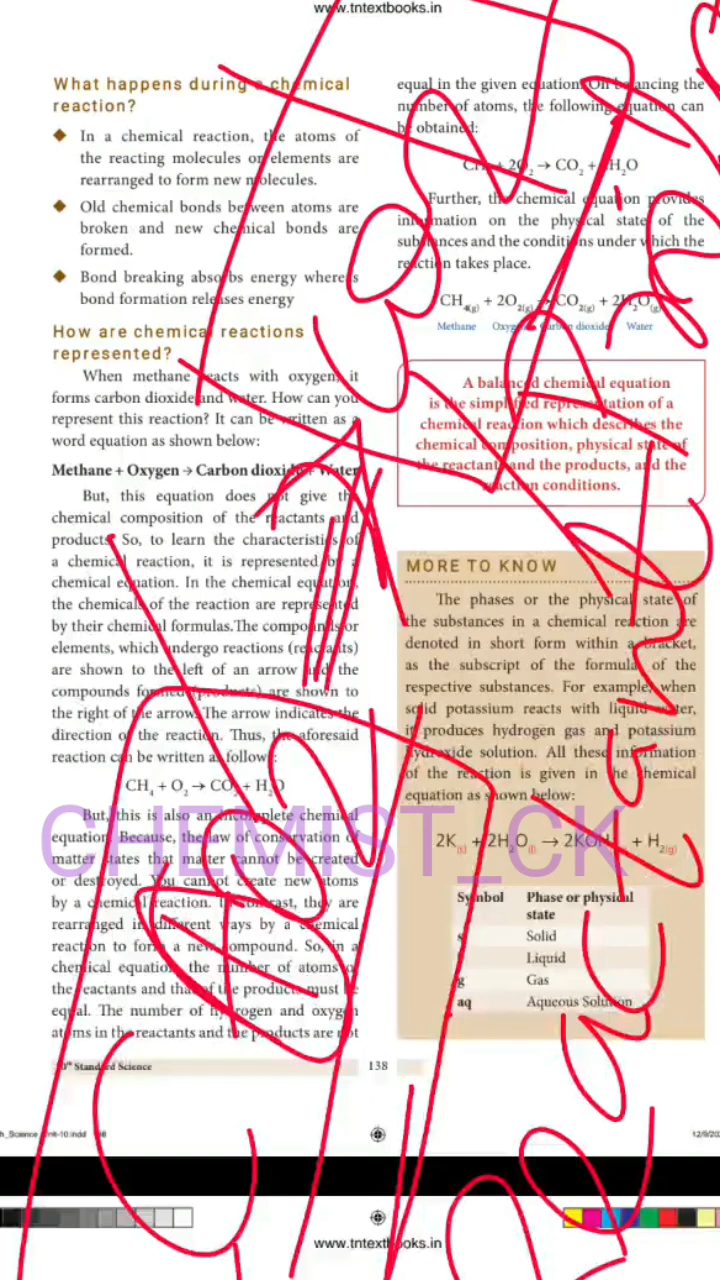 www.tntextbooks.in
What happens during a chemical
reaction?
In a chemical reaction, the atoms of
the reacting molecules or elements are
rearranged to form new molecules.
Old chemical bonds between atoms are
broken and new chemical bonds are
formed.
Bond breaking absorbs energy whereas
bond formation releases energy
How are chemical reactions
represented?
When methane reacts with oxygen, it
forms carbon dioxide and water. How can you
represent this reaction? It can be written as a
word equation as shown below:
Methane + Oxygen → Carbon dioxide + Water
But, this equation does not give the
chemical composition of the reactants and
products. So, to learn the characteristics of
a chemical reaction, it is represented by a
chemical equation. In the chemical equation,
the chemicals of the reaction are represented
by their chemical formulas.The compounds or
elements, which undergo reactions (reactants)
are shown to the left of an arrow and the
compounds formed (products) are shown to
the right of the arrow. The arrow indicates the
direction of the reaction. Thus, the aforesaid
reaction can be written as follows:
CH₄ + O₂ → CO₂ + H₂O
But, this is also an incomplete chemical
equation. Because, the law of conservation of
matter states that matter cannot be created
or destroyed. You cannot create new atoms
by a chemical reaction. In contrast, they are
rearranged in different ways by a chemical
reaction to form a new compound. So, in a
chemical equation, the number of atoms of
the reactants and that of the products must be
equal. The number of hydrogen and oxygen
atoms in the reactants and the products are not
equal in the given equation. On balancing the
number of atoms, the following equation can
be obtained:
CH₄ + 2O₂ → CO₂ + 2H₂O
Further, the chemical equation provides
information on the physical state of the
substances and the conditions under which the
reaction takes place.
CH₄(g) + 2O₂(g) → CO₂(g) + 2H₂O(g)
Methane Oxygen Carbon dioxide Water
A balanced chemical equation
is the simplified representation of a
chemical reaction which describes the
chemical composition, physical state of
the reactants and the products, and the
reaction conditions.
MORE TO KNOW
The phases or the physical state of
the substances in a chemical reaction are
denoted in short form within a bracket,
as the subscript of the formula of the
respective substances. For example, when
solid potassium reacts with liquid water,
it produces hydrogen gas and potassium
hydroxide solution. All these information
of the reaction is given in the chemical
equation as shown below:
2K(s) + 2H₂O(l) → 2KOH + H₂(g)
Symbol Phase or physical
state
s Solid
Liquid
g Gas
aq Aqueous Solution
CHEMIST_CK
10th Standard Science 138
www.tntextbooks.in